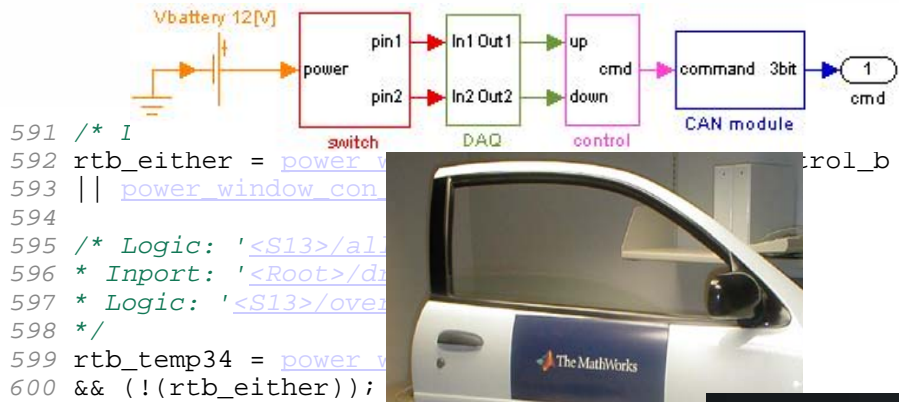 Vbattery 12[V]
power pin1 pin2
switch
In1 Out1 In2 Out2
DAQ
up cmd down
control
command 3bit
CAN module
1
cmd
591 /* I
592 rtb_either = power_w trol_b
593 || power_window_con
594
595 /* Logic: '<S13>/all
596 * Inport: '<Root>/dr
597 * Logic: '<S13>/over
598 */
599 rtb_temp34 = power_w
600 && (!(rtb_either));
The MathWorks